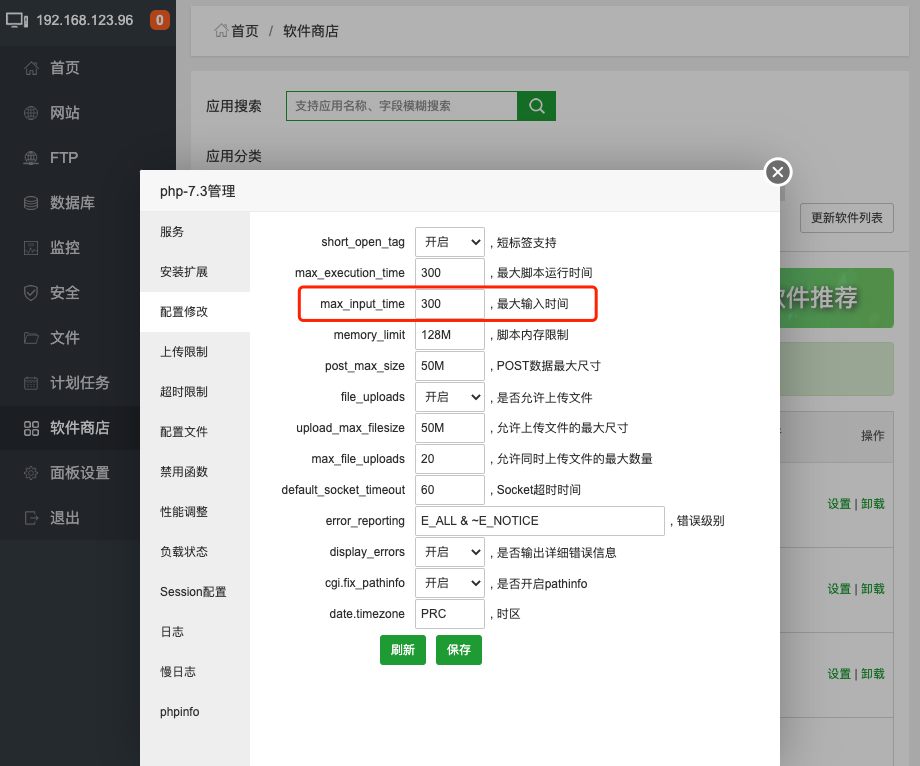 192.168.123.96 0
首页
网站
FTP
数据库
监控
安全
文件
计划任务
软件商店
面板设置
退出
首页 / 软件商店
应用搜索 支持应用名称、字段模糊搜索
应用分类
更新软件列表
件推荐
操作
设置 | 卸载
设置 | 卸载
设置 | 卸载
php-7.3管理
服务
安装扩展
配置修改
上传限制
超时限制
配置文件
禁用函数
性能调整
负载状态
Session配置
日志
慢日志
phpinfo
short_open_tag 开启 , 短标签支持
max_execution_time 300 , 最大脚本运行时间
max_input_time 300 , 最大输入时间
memory_limit 128M , 脚本内存限制
post_max_size 50M , POST数据最大尺寸
file_uploads 开启 , 是否允许上传文件
upload_max_filesize 50M , 允许上传文件的最大尺寸
max_file_uploads 20 , 允许同时上传文件的最大数量
default_socket_timeout 60 , Socket超时时间
error_reporting E_ALL & ~E_NOTICE , 错误级别
display_errors 开启 , 是否输出详细错误信息
cgi.fix_pathinfo 开启 , 是否开启pathinfo
date.timezone PRC , 时区
刷新 保存